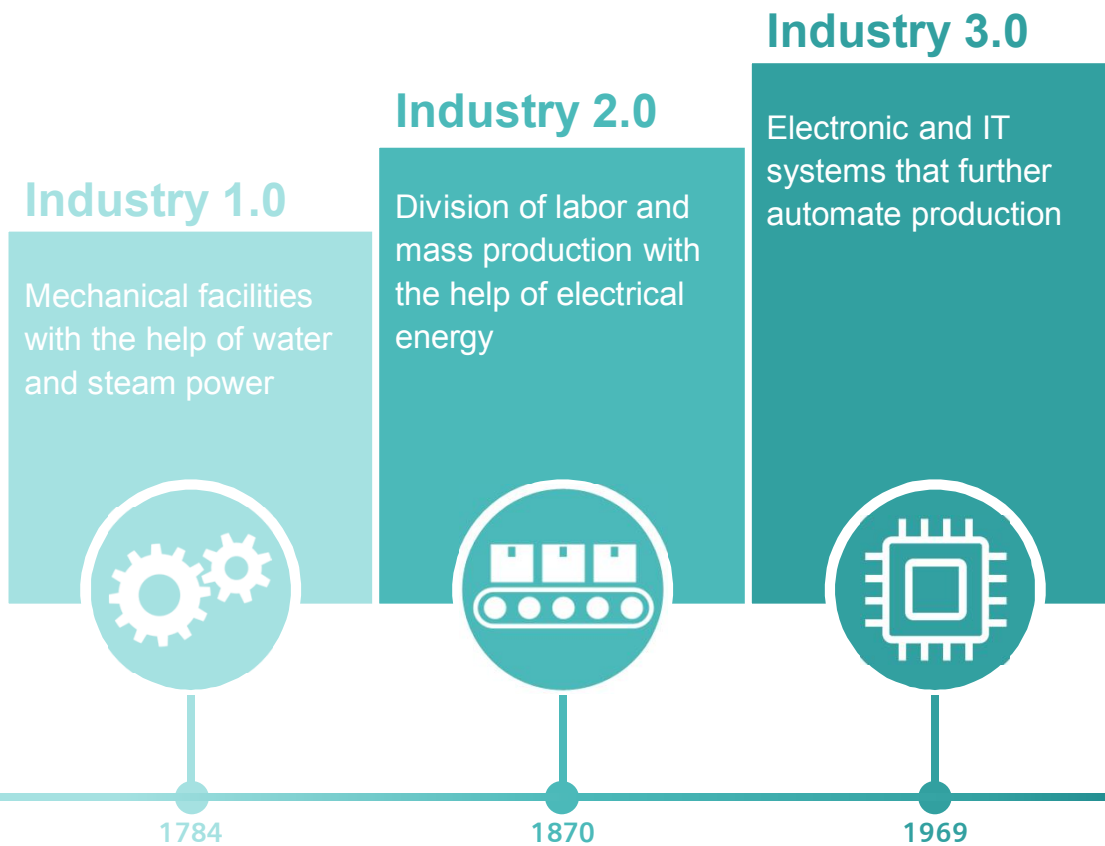 Industry 1.0
Mechanical facilities
with the help of water
and steam power
1784
Industry 2.0
Division of labor and
mass production with
the help of electrical
energy
1870
Industry 3.0
Electronic and IT
systems that further
automate production
1969